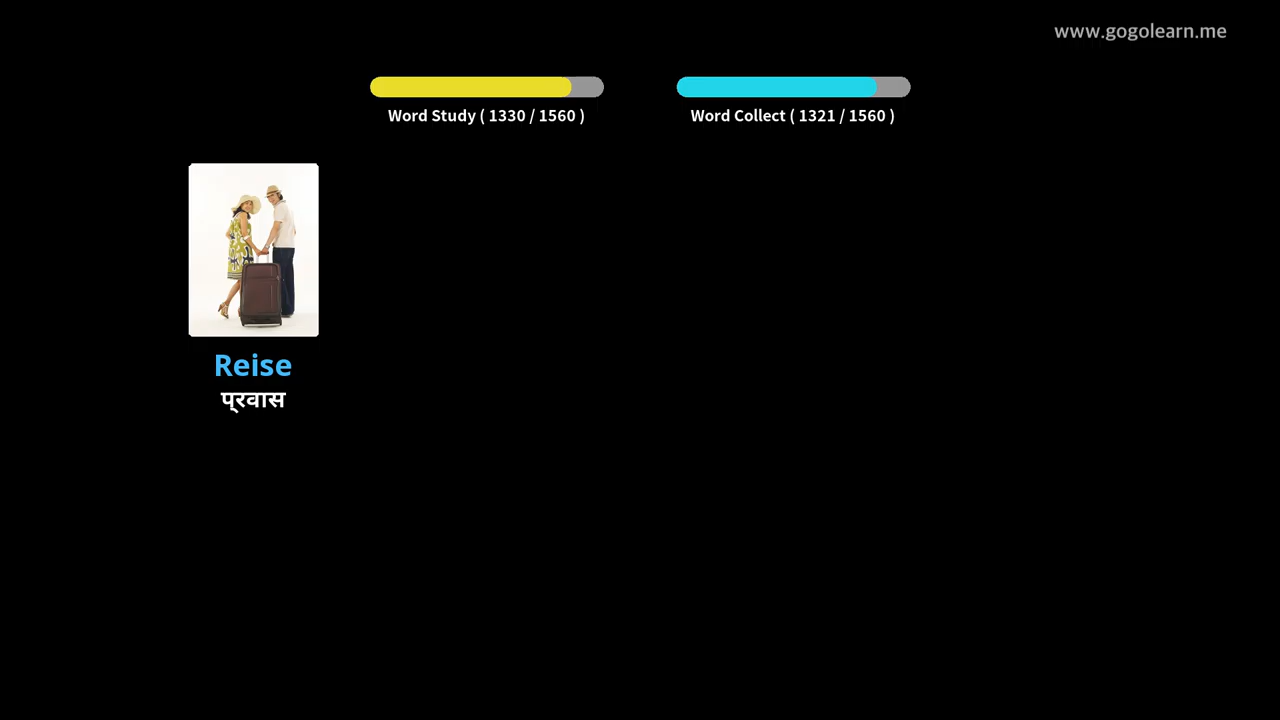 www.gogolearn.me
Word Study ( 1330 / 1560 )
Word Collect ( 1321 / 1560 )
Reise
प्रवास